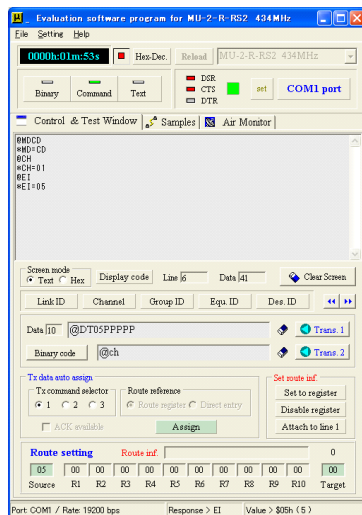 Evaluation software program for MU-2-R-RS2 434MHz
File Setting Help
0000h:01m:53s Hex-Dec. Reload MU-2-R-RS2 434MHz
Binary Command Text
DSR
CTS
DTR
set COM1 port
Control & Test Window Samples Air Monitor
@MDCD
*MD=CD
@CH
*CH=01
@EI
*EI=05
Screen mode
Text Hex Display code Line 6 Data 41 Clear Screen
Link ID Channel Group ID Equ. ID Des. ID
Data 10 @DT05PPPPP Trans. 1
Binary code @ch Trans. 2
Tx data auto assign
Tx command selector
1 2 3
Route reference
Route register Direct entry
ACK available Assign
Set route inf.
Set to register
Disable register
Attach to line 1
Route setting Route inf. 0
05 00 00 00 00 00 00 00 00 00 00 00
Source R1 R2 R3 R4 R5 R6 R7 R8 R9 R10 Target
Port: COM1 / Rate: 19200 bps Response > EI Value > $05h ( 5 )